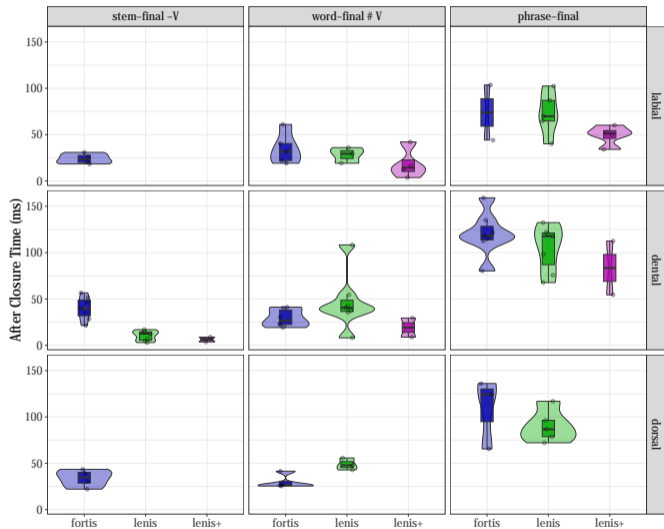 stem-final –V word-final # V phrase-final
After Closure Time (ms)
150
100
50
0
labial
150
100
50
0
dental
150
100
50
0
dorsal
fortis lenis lenis+ fortis lenis lenis+ fortis lenis lenis+